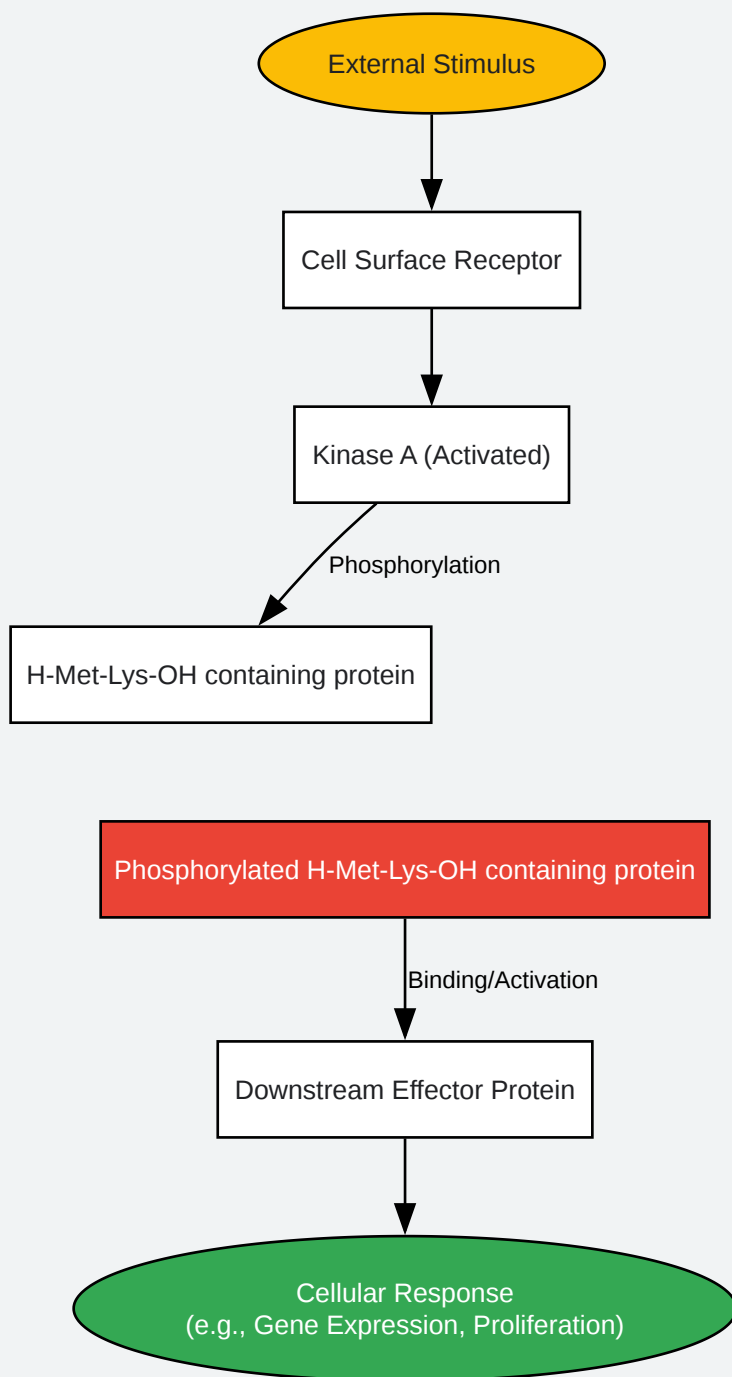 External Stimulus
Cell Surface Receptor
Kinase A (Activated)
Phosphorylation
H-Met-Lys-OH containing protein
Phosphorylated H-Met-Lys-OH containing protein
Binding/Activation
Downstream Effector Protein
Cellular Response
(e.g., Gene Expression, Proliferation)